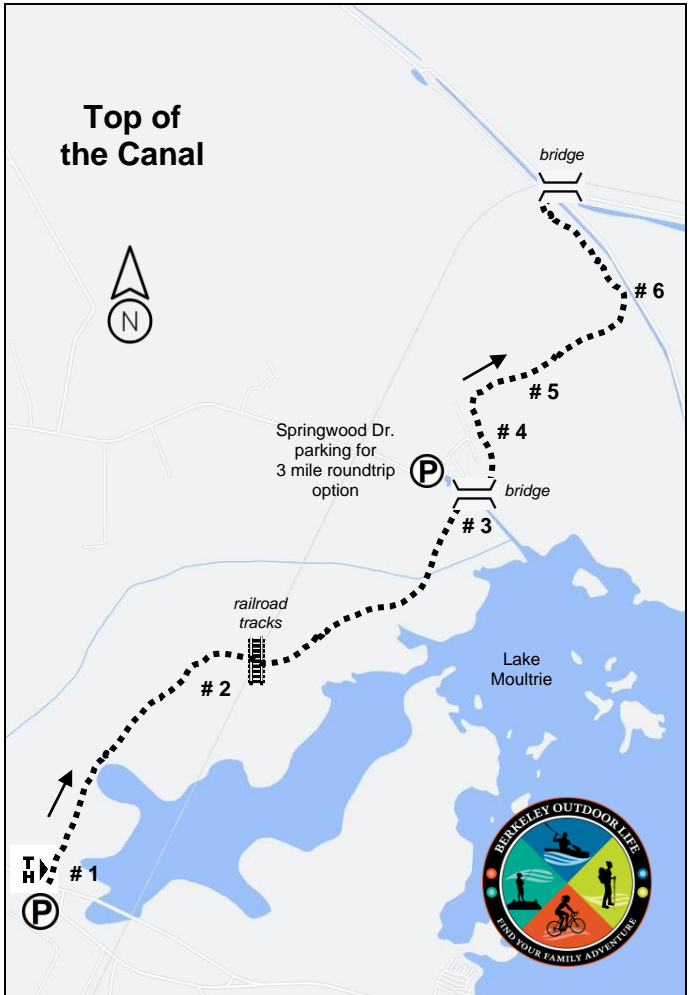 Top of
the Canal
bridge
N
# 6
# 5
# 4
Springwood Dr.
parking for
3 mile roundtrip
option
P
bridge
# 3
railroad
tracks
# 2
Lake
Moultrie
T
H
# 1
P
BERKELEY OUTDOOR LIFE
FIND YOUR FAMILY ADVENTURE